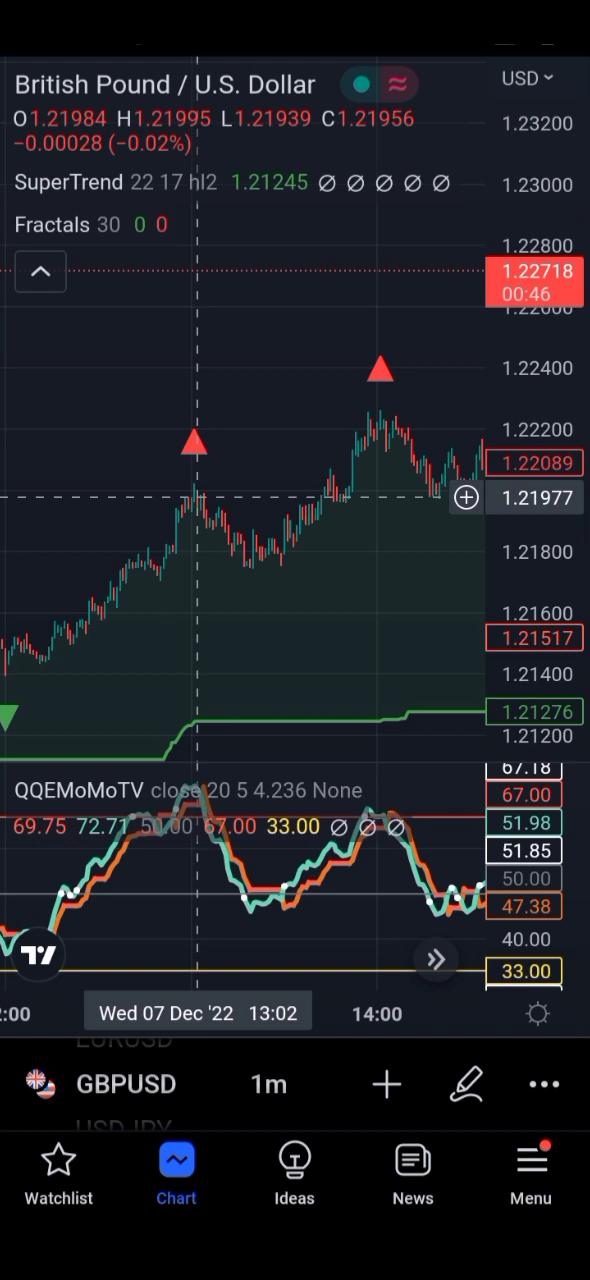 British Pound / U.S. Dollar
USD
O1.21984 H1.21995 L1.21939 C1.21956
−0.00028 (−0.02%)
SuperTrend 22 17 hl2 1.21245 ∅ ∅ ∅ ∅ ∅
Fractals 30 0 0
1.23200
1.23000
1.22800
1.22718
00:46
1.22600
1.22400
1.22200
1.22089
1.21977
1.21800
1.21600
1.21517
1.21400
1.21276
1.21200
QQEMoMoTV close 20 5 4.236 None
69.75 72.71 50.00 67.00 33.00 ∅ ∅ ∅
67.18
67.00
51.98
51.85
50.00
47.38
40.00
33.00
:00
Wed 07 Dec '22 13:02
14:00
EURUSD
GBPUSD 1m
USDJPY
Watchlist
Chart
Ideas
News
Menu